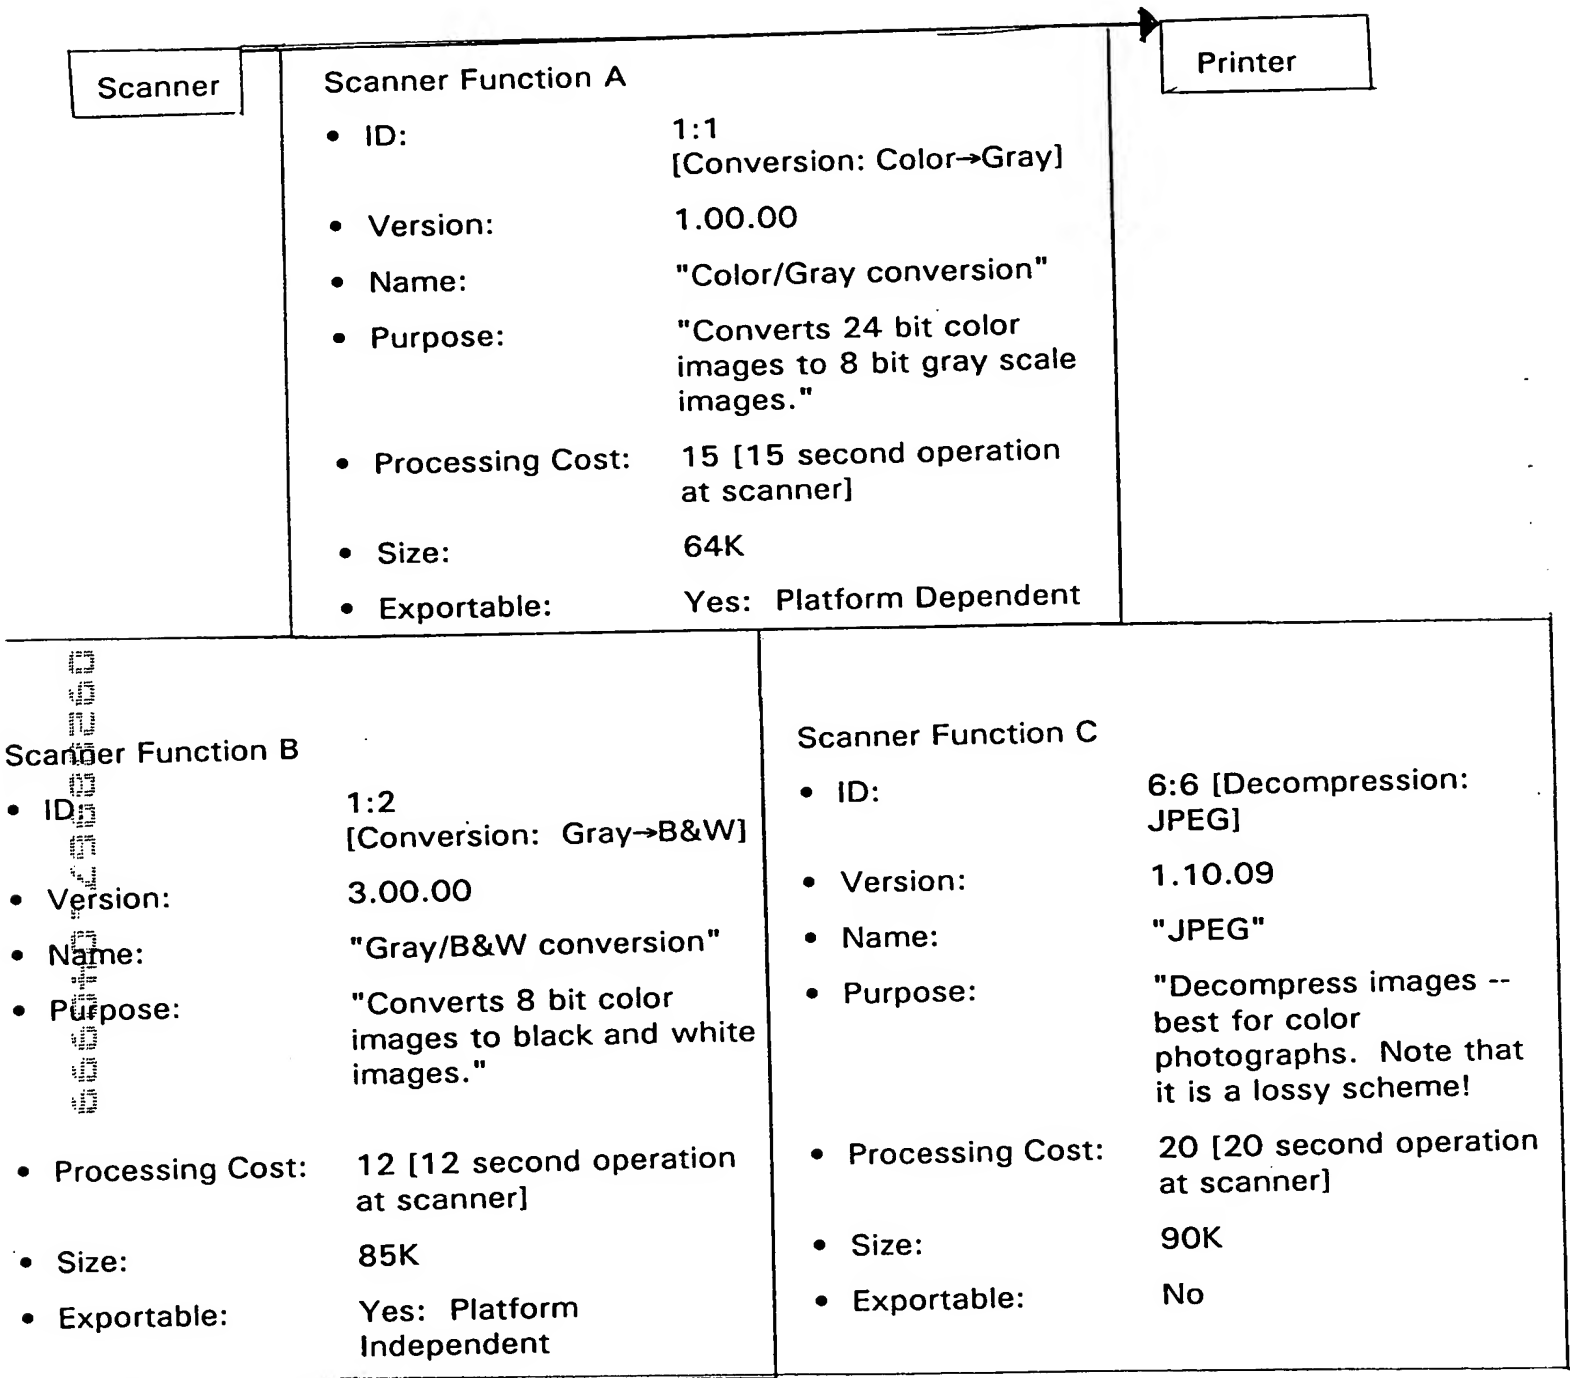 Scanner
Printer
Scanner Function A
• ID: 1:1
[Conversion: Color→Gray]
• Version: 1.00.00
• Name: "Color/Gray conversion"
• Purpose: "Converts 24 bit color
images to 8 bit gray scale
images."
• Processing Cost: 15 [15 second operation
at scanner]
• Size: 64K
• Exportable: Yes: Platform Dependent
Scanner Function B
• ID: 1:2
[Conversion: Gray→B&W]
• Version: 3.00.00
• Name: "Gray/B&W conversion"
• Purpose: "Converts 8 bit color
images to black and white
images."
• Processing Cost: 12 [12 second operation
at scanner]
• Size: 85K
• Exportable: Yes: Platform
Independent
Scanner Function C
• ID: 6:6 [Decompression:
JPEG]
• Version: 1.10.09
• Name: "JPEG"
• Purpose: "Decompress images --
best for color
photographs. Note that
it is a lossy scheme!
• Processing Cost: 20 [20 second operation
at scanner]
• Size: 90K
• Exportable: No